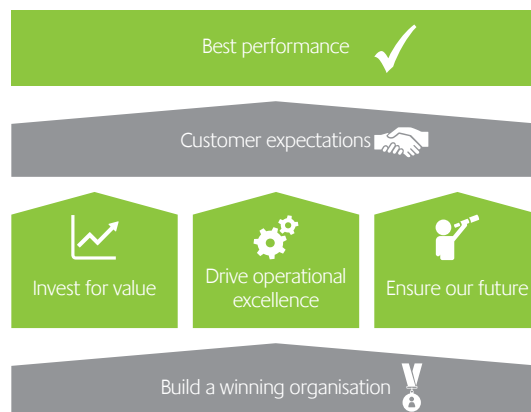 Best performance
Customer expectations
Invest for value
Drive operational
excellence
Ensure our future
Build a winning organisation